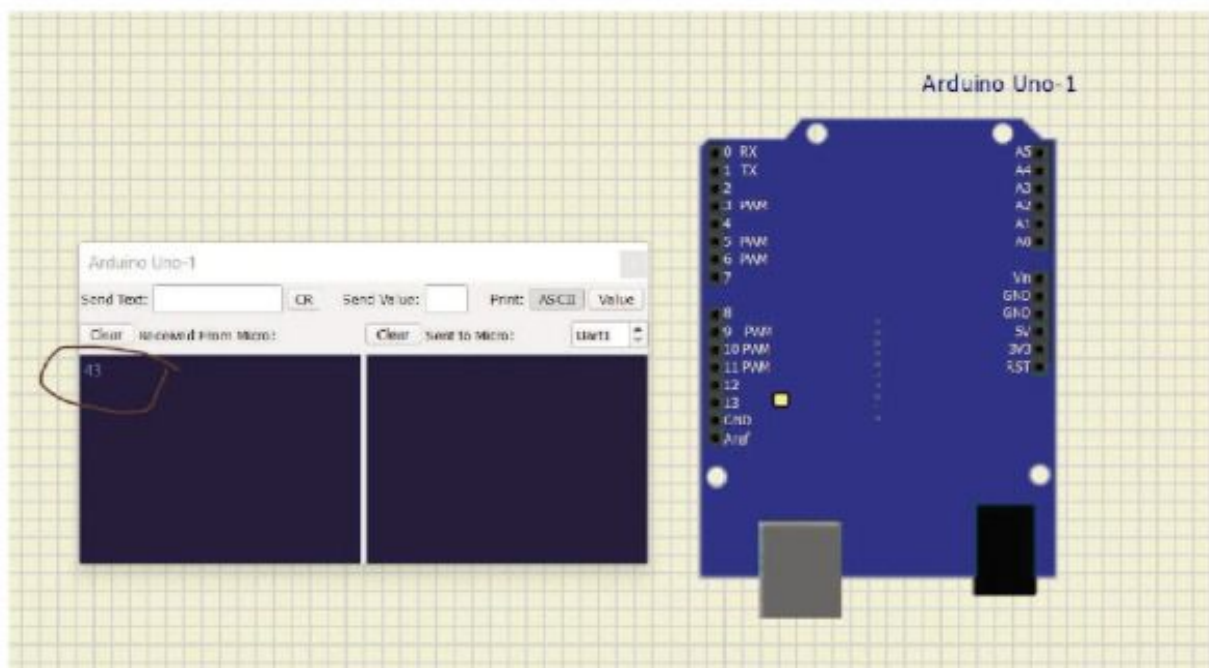 Arduino Uno-1
0 RX
1 TX
2
3 PWM
4
5 PWM
6 PWM
7
8
9 PWM
10 PWM
11 PWM
12
13
GND
Aref
A5
A4
A3
A2
A1
A0
Vin
GND
GND
5V
3V3
RST
Arduino Uno-1
Send Text: CR Send Value: Print: ASCII Value
Clear Received From Micro: Clear Sent to Micro: Uart1
43